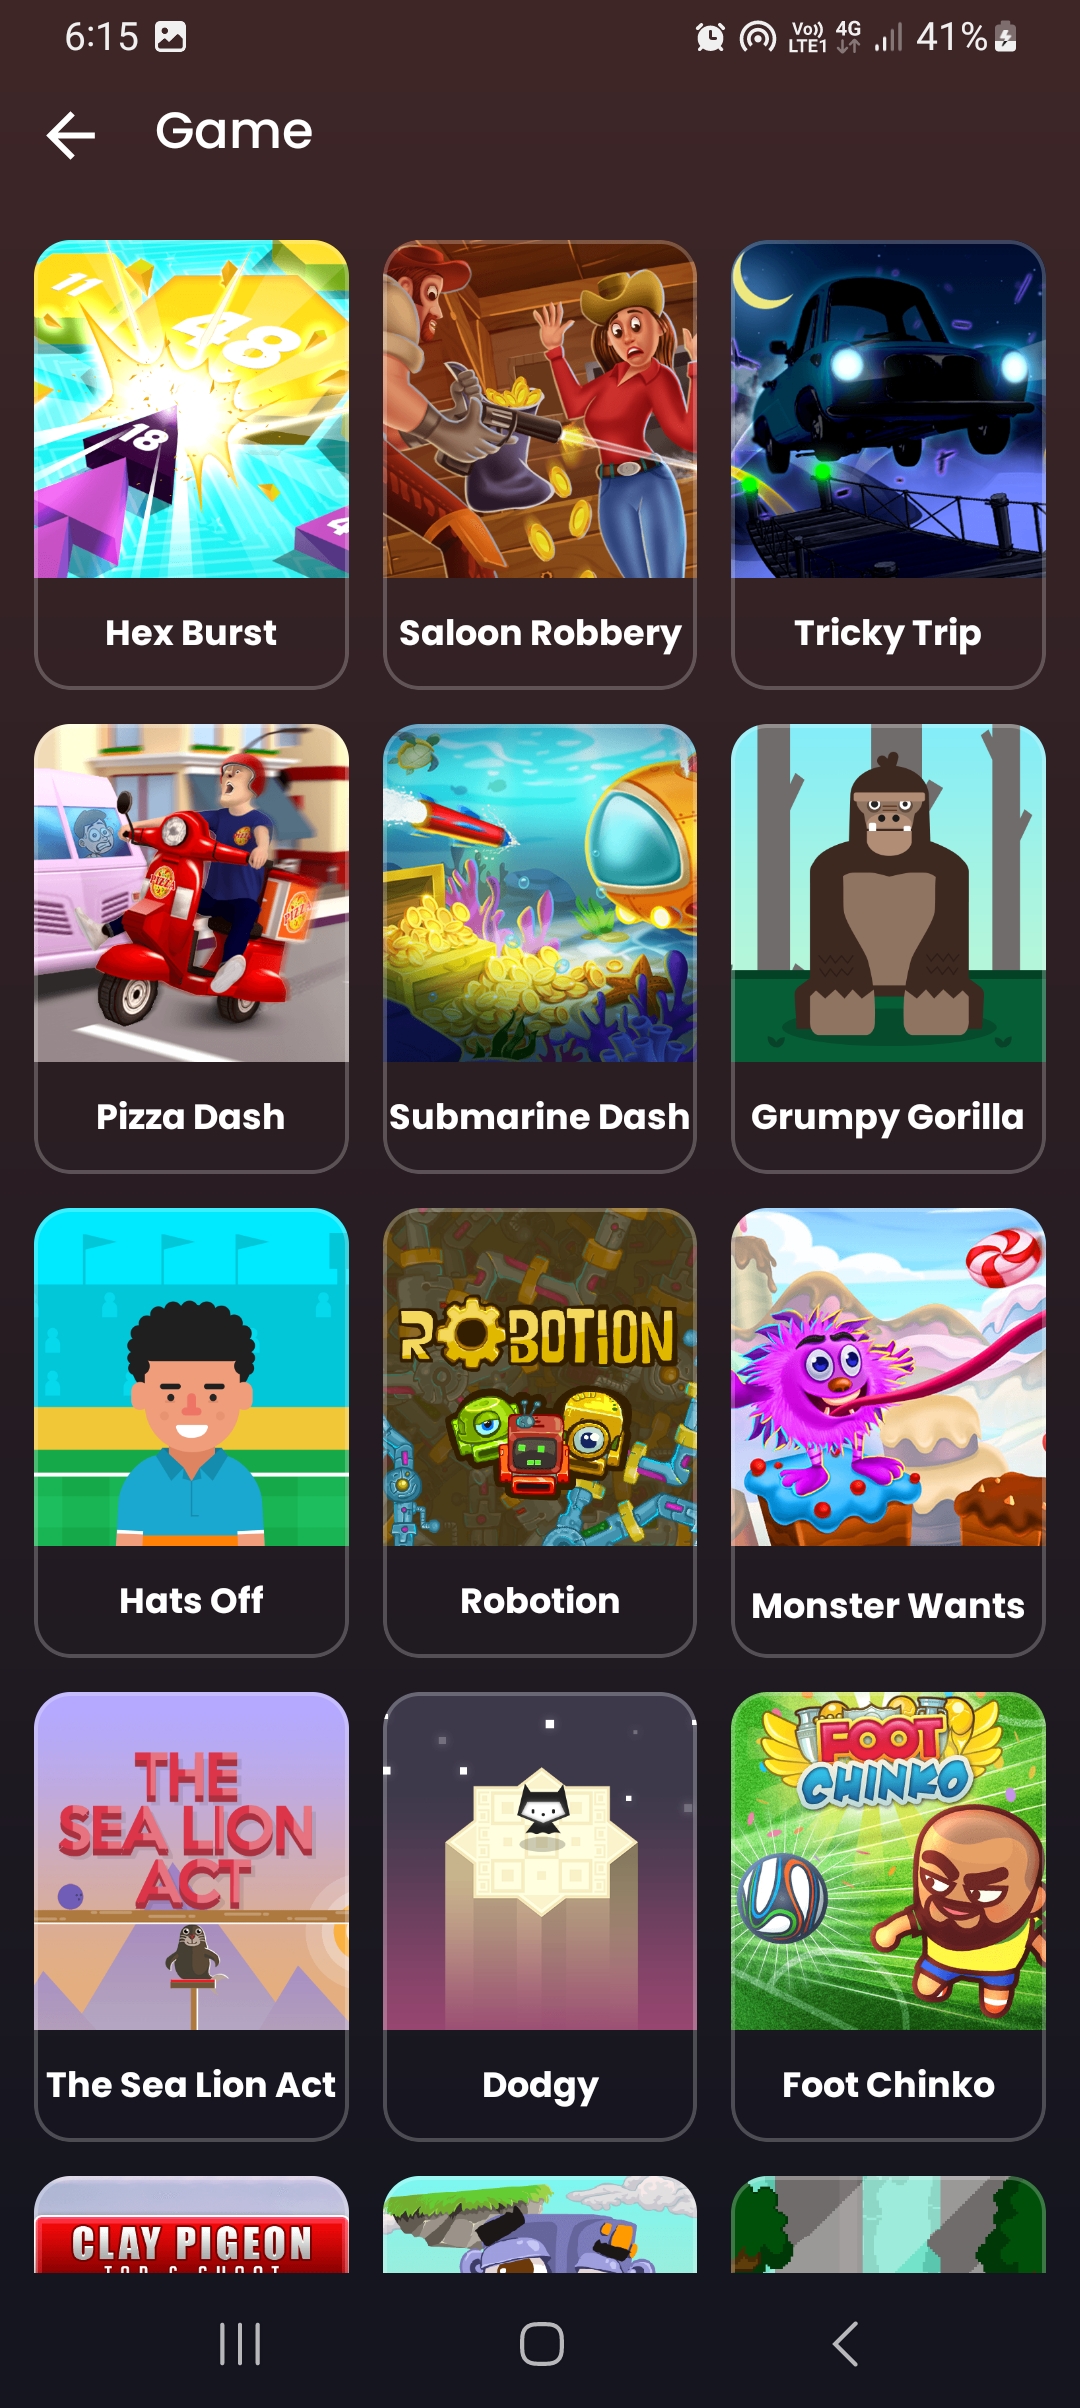 6:15
Vo)) LTE1 4G 41%
Game
11
48
18
4
Hex Burst
Saloon Robbery
Tricky Trip
PIZZA
PIZZA
Pizza Dash
Submarine Dash
Grumpy Gorilla
ROBOTION
Hats Off
Robotion
Monster Wants
THE
SEA LION
ACT
FOOT
CHINKO
The Sea Lion Act
Dodgy
Foot Chinko
CLAY PIGEON
TAP & SHOOT